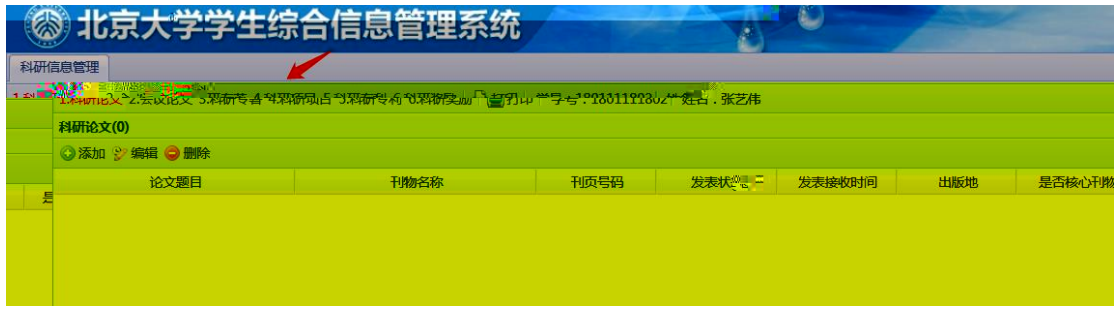 北京大学学生综合信息管理系统
科研信息管理
1.科研论文 2.会议论文 3.科研专著 4.科研项目 5.科研专利 6.科研奖励 打印 学号: 姓名:张艺伟
科研论文(0)
添加 编辑 删除
论文题目 刊物名称 刊页号码 发表状 发表接收时间 出版地 是否核心刊物
是